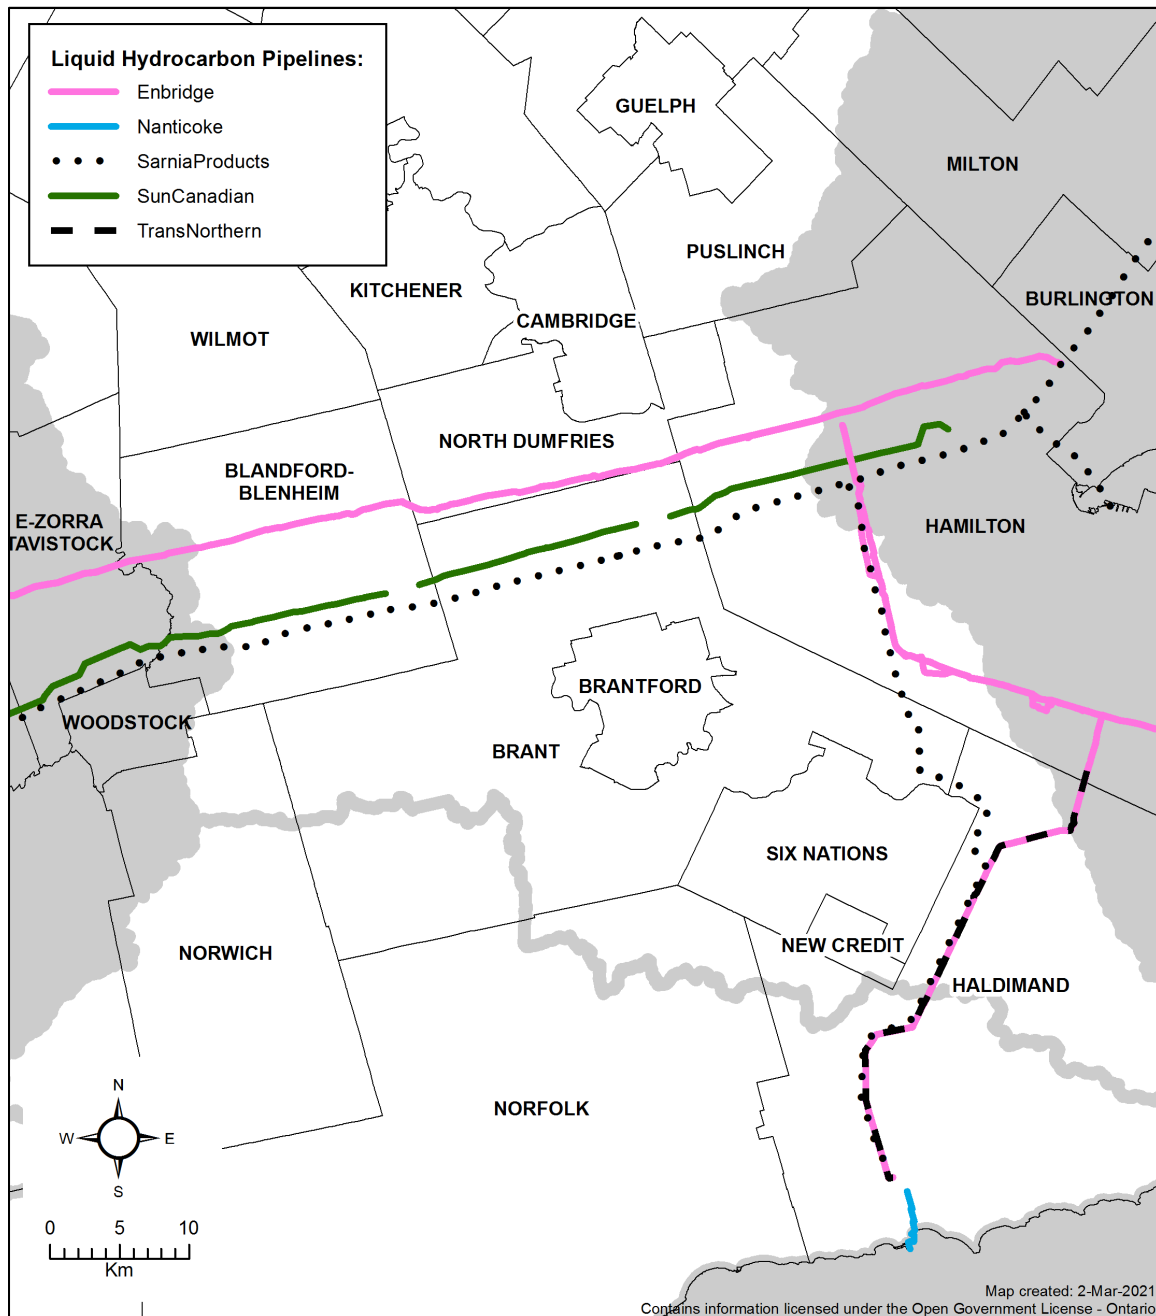 Liquid Hydrocarbon Pipelines:
Enbridge
Nanticoke
SarniaProducts
SunCanadian
TransNorthern
GUELPH
MILTON
PUSLINCH
KITCHENER
BURLINGTON
CAMBRIDGE
WILMOT
NORTH DUMFRIES
BLANDFORD-
BLENHEIM
E-ZORRA
TAVISTOCK
HAMILTON
BRANTFORD
WOODSTOCK
BRANT
SIX NATIONS
NORWICH
NEW CREDIT
HALDIMAND
NORFOLK
N
W E
S
0 5 10
Km
Map created: 2-Mar-2021
Contains information licensed under the Open Government License - Ontario